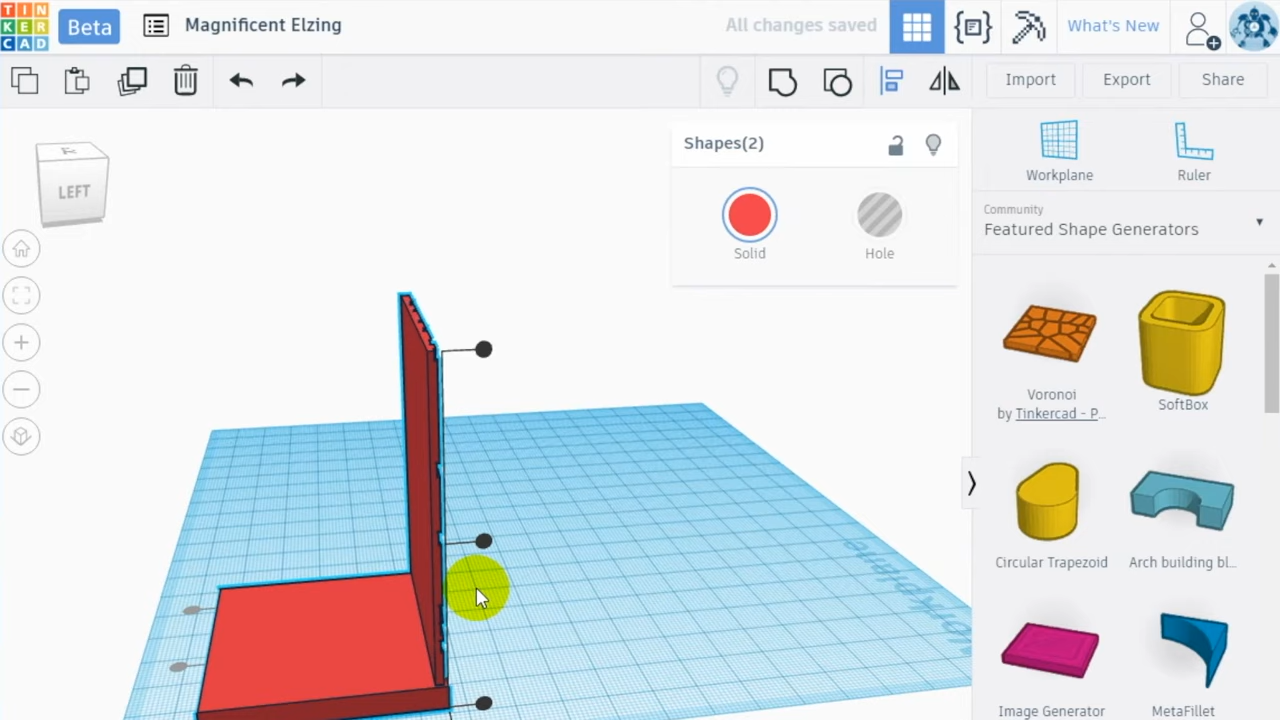 TIN
KER
CAD
Beta
Magnificent Elzing
All changes saved
What's New
Import
Export
Share
LEFT
Shapes(2)
Solid
Hole
Workplane
Ruler
Community
Featured Shape Generators
Voronoi
by Tinkercad - P...
SoftBox
Circular Trapezoid
Arch building bl...
Image Generator
MetaFillet